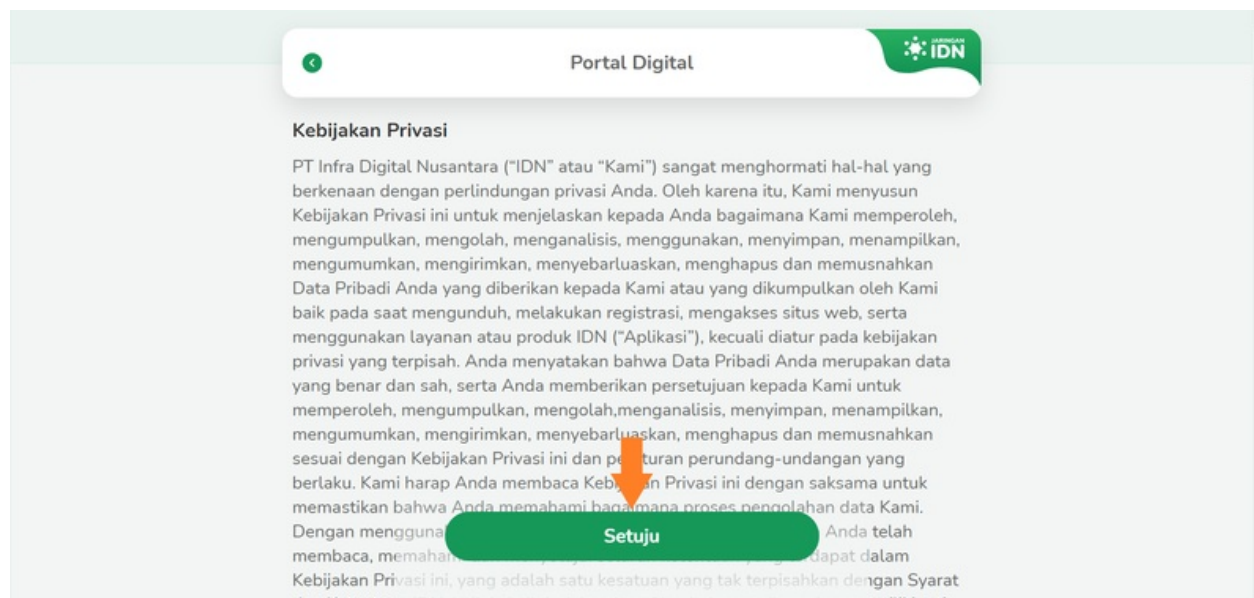 Portal Digital
JARINGAN
IDN
Kebijakan Privasi
PT Infra Digital Nusantara (“IDN” atau “Kami”) sangat menghormati hal-hal yang
berkenaan dengan perlindungan privasi Anda. Oleh karena itu, Kami menyusun
Kebijakan Privasi ini untuk menjelaskan kepada Anda bagaimana Kami memperoleh,
mengumpulkan, mengolah, menganalisis, menggunakan, menyimpan, menampilkan,
mengumumkan, mengirimkan, menyebarluaskan, menghapus dan memusnahkan
Data Pribadi Anda yang diberikan kepada Kami atau yang dikumpulkan oleh Kami
baik pada saat mengunduh, melakukan registrasi, mengakses situs web, serta
menggunakan layanan atau produk IDN (“Aplikasi”), kecuali diatur pada kebijakan
privasi yang terpisah. Anda menyatakan bahwa Data Pribadi Anda merupakan data
yang benar dan sah, serta Anda memberikan persetujuan kepada Kami untuk
memperoleh, mengumpulkan, mengolah,menganalisis, menyimpan, menampilkan,
mengumumkan, mengirimkan, menyebarluaskan, menghapus dan memusnahkan
sesuai dengan Kebijakan Privasi ini dan perundang-undangan yang
berlaku. Kami harap Anda membaca Privasi ini dengan saksama untuk
memastikan bahwa Anda memahami bagaimana proses pengolahan data Kami.
Dengan Anda telah
Setuju
membaca, dalam
Kebijakan Privasi ini, yang adalah satu kesatuan yang tak terpisahkan dengan Syarat